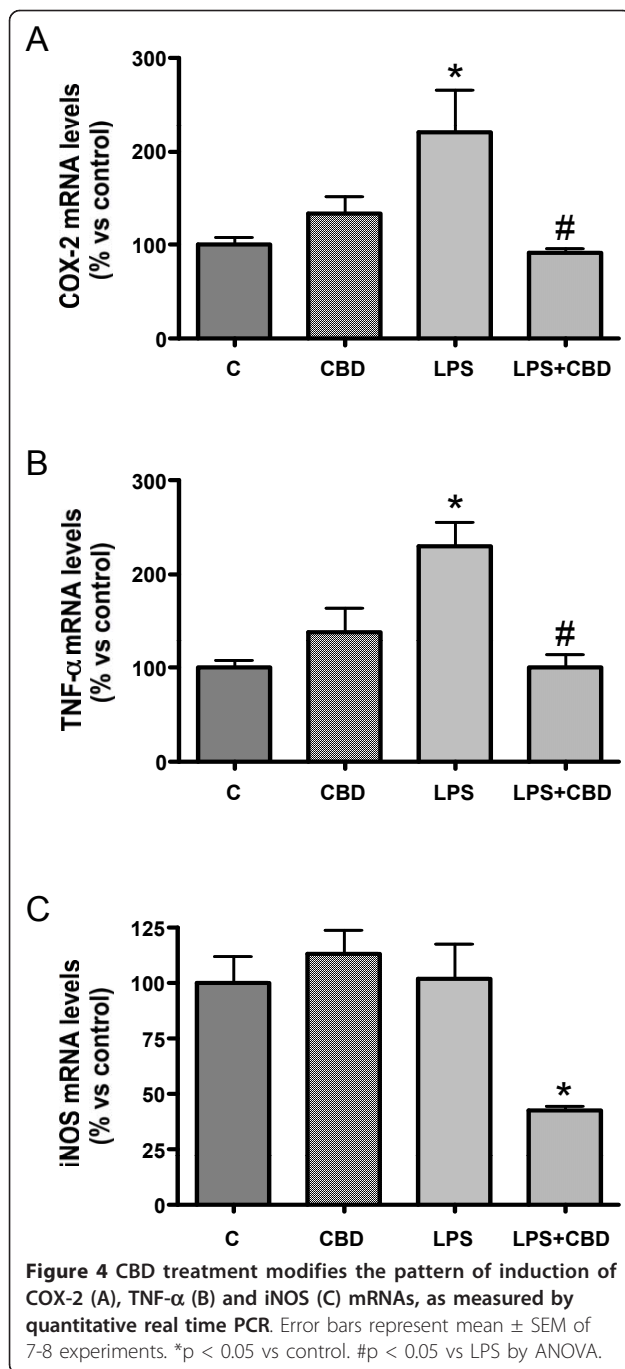 A
COX-2 mRNA levels
(% vs control)
300
200
100
0
*
#
C CBD LPS LPS+CBD
B
TNF-α mRNA levels
(% vs control)
300
200
100
0
*
#
C CBD LPS LPS+CBD
C
iNOS mRNA levels
(% vs control)
125
100
75
50
25
0
*
C CBD LPS LPS+CBD
Figure 4 CBD treatment modifies the pattern of induction of
COX-2 (A), TNF-α (B) and iNOS (C) mRNAs, as measured by
quantitative real time PCR. Error bars represent mean ± SEM of
7-8 experiments. *p < 0.05 vs control. #p < 0.05 vs LPS by ANOVA.